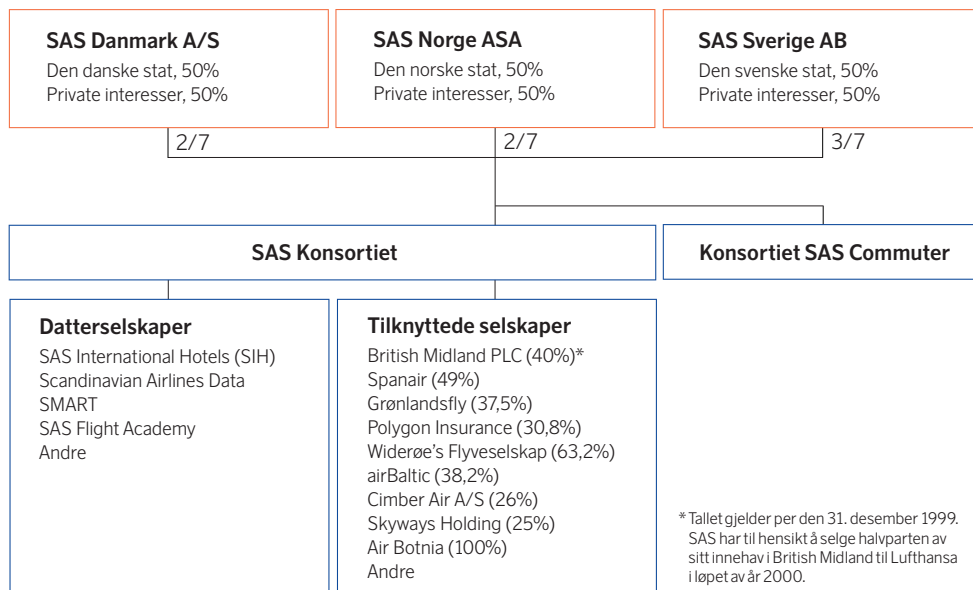 SAS Danmark A/S
Den danske stat, 50%
Private interesser, 50%
SAS Norge ASA
Den norske stat, 50%
Private interesser, 50%
SAS Sverige AB
Den svenske stat, 50%
Private interesser, 50%
2/7
2/7
3/7
SAS Konsortiet
Konsortiet SAS Commuter
Datterselskaper
SAS International Hotels (SIH)
Scandinavian Airlines Data
SMART
SAS Flight Academy
Andre
Tilknyttede selskaper
British Midland PLC (40%)*
Spanair (49%)
Grønlandsfly (37,5%)
Polygon Insurance (30,8%)
Widerøe's Flyveselskap (63,2%)
airBaltic (38,2%)
Cimber Air A/S (26%)
Skyways Holding (25%)
Air Botnia (100%)
Andre
* Tallet gjelder per den 31. desember 1999.
SAS har til hensikt å selge halvparten av
sitt innehav i British Midland til Lufthansa
i løpet av år 2000.